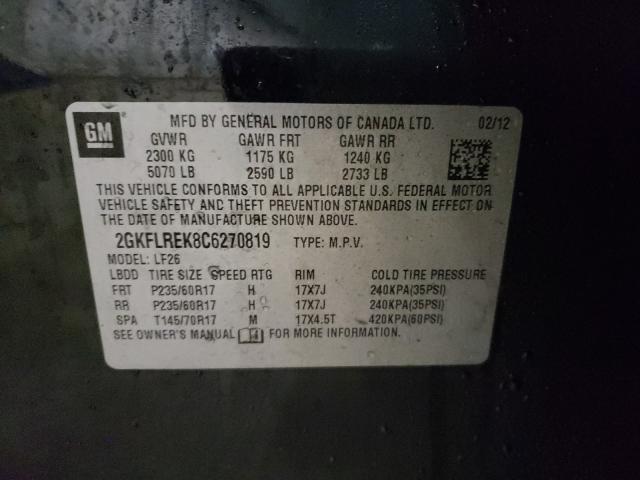 GM
MFD BY GENERAL MOTORS OF CANADA LTD. 02/12
GVWR GAWR FRT GAWR RR
2300 KG 1175 KG 1240 KG
5070 LB 2590 LB 2733 LB
THIS VEHICLE CONFORMS TO ALL APPLICABLE U.S. FEDERAL MOTOR
VEHICLE SAFETY AND THEFT PREVENTION STANDARDS IN EFFECT ON
THE DATE OF MANUFACTURE SHOWN ABOVE.
2GKFLREK8C6270819 TYPE: M.P.V.
MODEL: LF26
LBDD TIRE SIZE SPEED RTG RIM COLD TIRE PRESSURE
FRT P235/60R17 H 17X7J 240KPA(35PSI)
RR P235/60R17 H 17X7J 240KPA(35PSI)
SPA T145/70R17 M 17X4.5T 420KPA(60PSI)
SEE OWNER'S MANUAL FOR MORE INFORMATION.